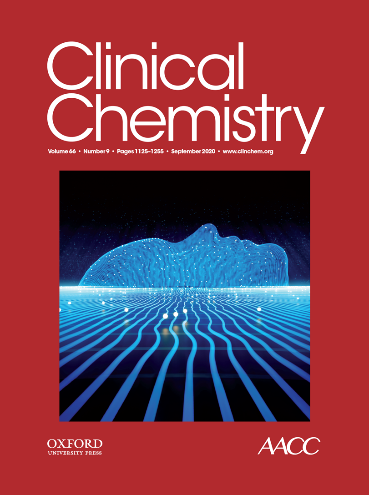 Clinical
Chemistry
Volume 66 • Number 9 • Pages 1125–1255 • September 2020 • www.clinchem.org
OXFORD
UNIVERSITY PRESS
AACC